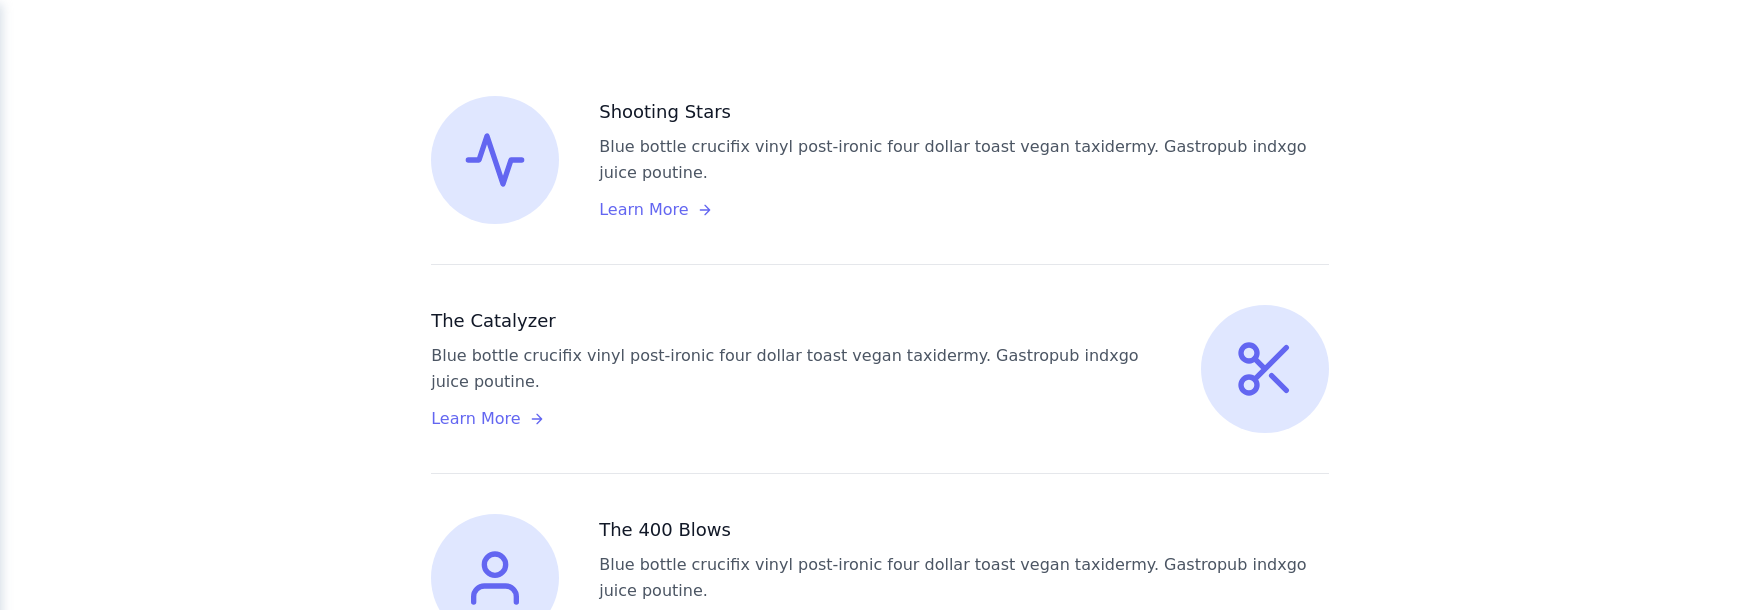 Shooting Stars
Blue bottle crucifix vinyl post-ironic four dollar toast vegan taxidermy. Gastropub indxgo
juice poutine.
Learn More
The Catalyzer
Blue bottle crucifix vinyl post-ironic four dollar toast vegan taxidermy. Gastropub indxgo
juice poutine.
Learn More
The 400 Blows
Blue bottle crucifix vinyl post-ironic four dollar toast vegan taxidermy. Gastropub indxgo
juice poutine.